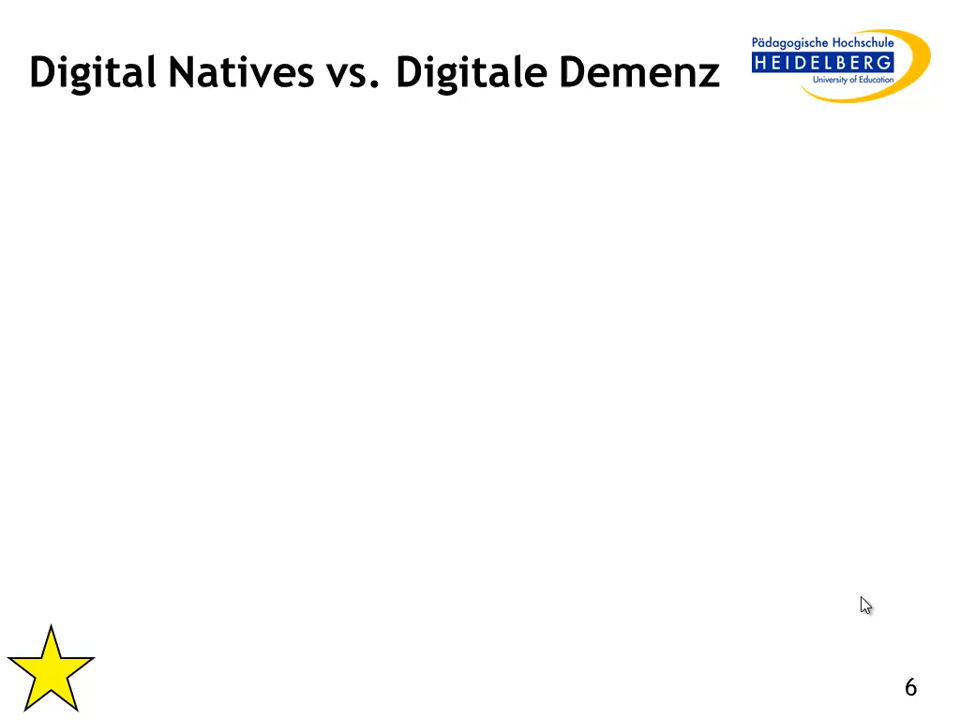 Digital Natives vs. Digitale Demenz
Pädagogische Hochschule
HEIDELBERG
University of Education
6